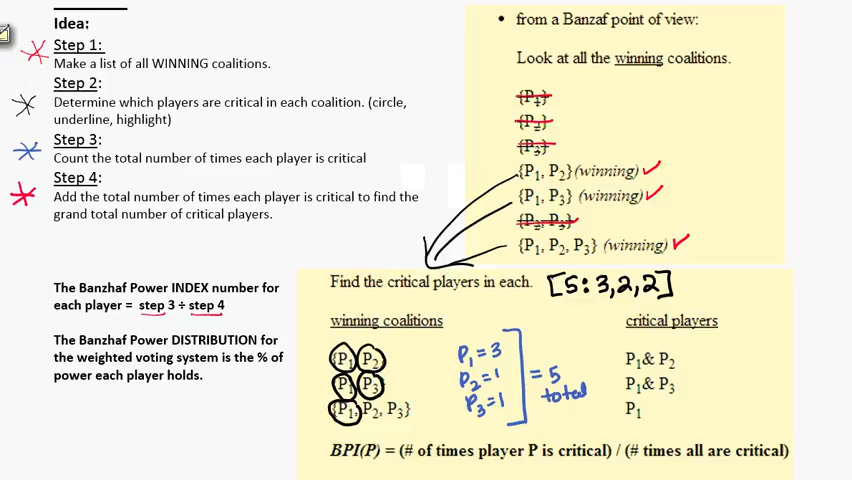 Idea:
Step 1:
Make a list of all WINNING coalitions.
Step 2:
Determine which players are critical in each coalition. (circle,
underline, highlight)
Step 3:
Count the total number of times each player is critical
Step 4:
Add the total number of times each player is critical to find the
grand total number of critical players.
The Banzhaf Power INDEX number for
each player = step 3 ÷ step 4
The Banzhaf Power DISTRIBUTION for
the weighted voting system is the % of
power each player holds.
• from a Banzaf point of view:
Look at all the winning coalitions.
{P1}
{P2}
{P3}
{P1, P2} (winning)
{P1, P3} (winning)
{P2, P3}
{P1, P2, P3} (winning)
Find the critical players in each. [5: 3,2,2]
winning coalitions
{P1, P2}
{P1, P3}
{P1, P2, P3}
P1 = 3
P2 = 1
P3 = 1
= 5
total
critical players
P1 & P2
P1 & P3
P1
BPI(P) = (# of times player P is critical) / (# times all are critical)